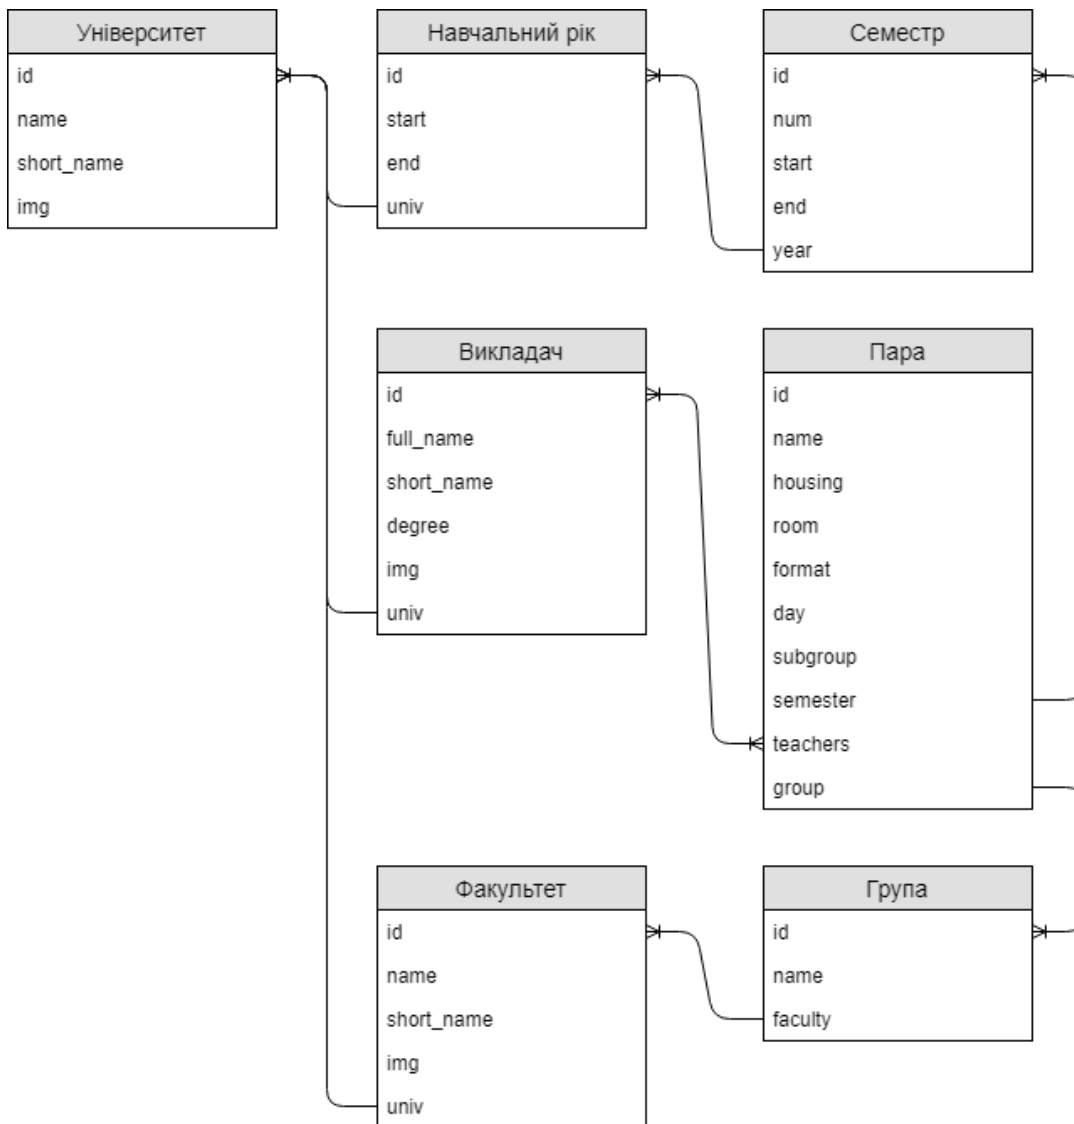 Університет
id
name
short_name
img
Навчальний рік
id
start
end
univ
Семестр
id
num
start
end
year
Викладач
id
full_name
short_name
degree
img
univ
Пара
id
name
housing
room
format
day
subgroup
semester
teachers
group
Факультет
id
name
short_name
img
univ
Група
id
name
faculty